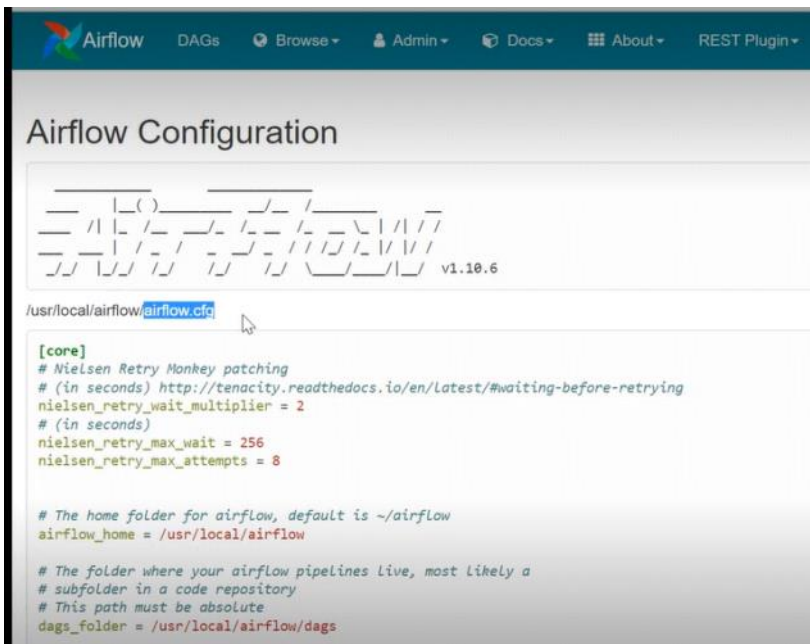 Airflow DAGs Browse Admin Docs About REST Plugin
Airflow Configuration
v1.10.6
/usr/local/airflow/airflow.cfg
[core]
# Nielsen Retry Monkey patching
# (in seconds) http://tenacity.readthedocs.io/en/latest/#waiting-before-retrying
nielsen_retry_wait_multiplier = 2
# (in seconds)
nielsen_retry_max_wait = 256
nielsen_retry_max_attempts = 8
# The home folder for airflow, default is ~/airflow
airflow_home = /usr/local/airflow
# The folder where your airflow pipelines live, most likely a
# subfolder in a code repository
# This path must be absolute
dags_folder = /usr/local/airflow/dags